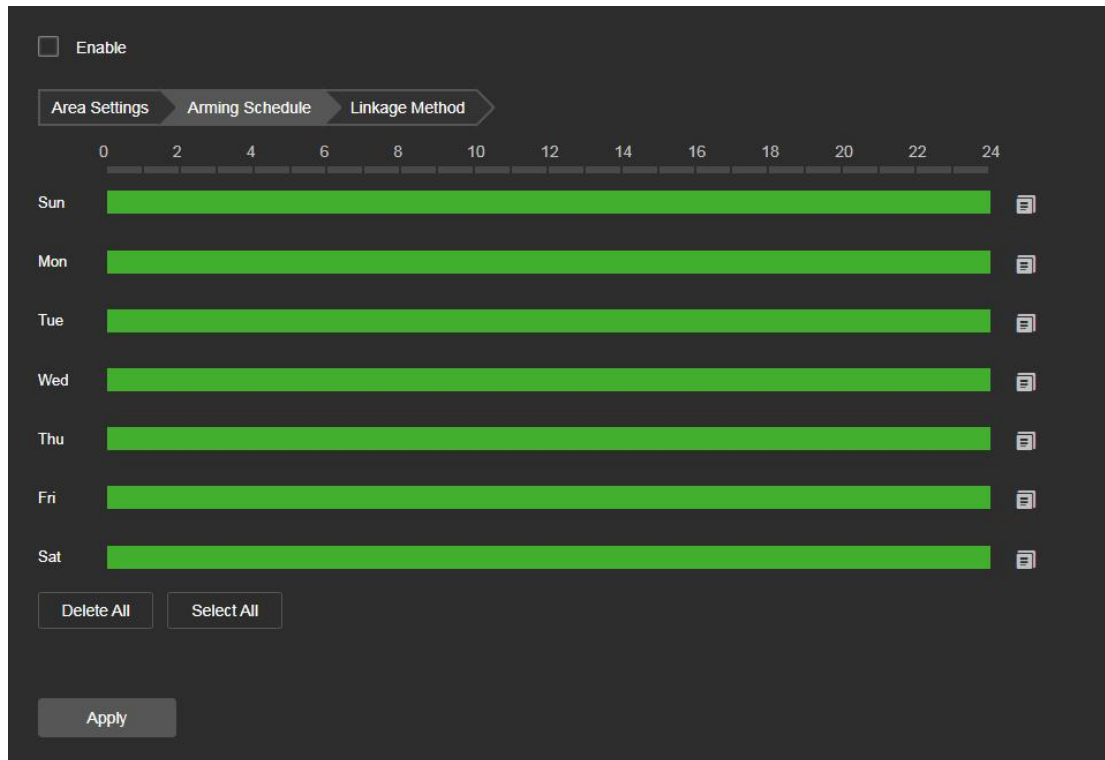 Enable
Area Settings Arming Schedule Linkage Method
0 2 4 6 8 10 12 14 16 18 20 22 24
Sun
Mon
Tue
Wed
Thu
Fri
Sat
Delete All Select All
Apply